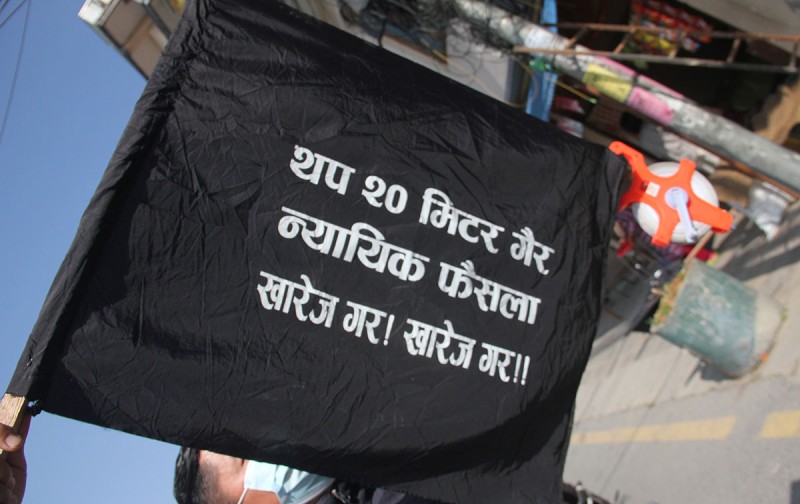 थप २० मिटर गैर
न्यायिक फैसला
खारेज गर! खारेज गर!!